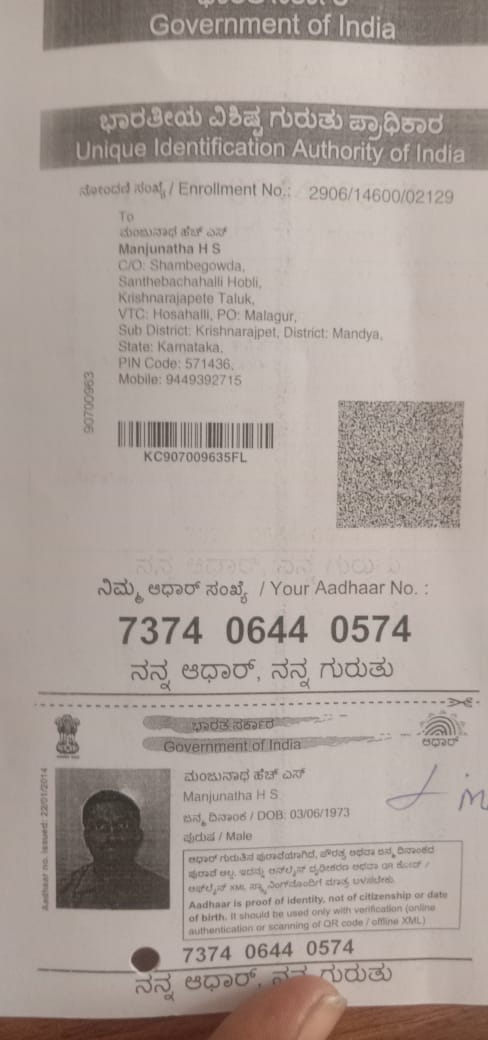 Government of India
ಭಾರತೀಯ ವಿಶಿಷ್ಟ ಗುರುತು ಪ್ರಾಧಿಕಾರ
Unique Identification Authority of India
ನೋಂದಣಿ ಸಂಖ್ಯೆ / Enrollment No.: 2906/14600/02129
To
ಮಂಜುನಾಥ ಹೆಚ್ ಎಸ್
Manjunatha H S
C/O: Shambegowda,
Santhebachahalli Hobli,
Krishnarajapete Taluk,
VTC: Hosahalli, PO: Malagur,
Sub District: Krishnarajpet, District: Mandya,
State: Karnataka,
PIN Code: 571436,
Mobile: 9449392715
90700963
KC907009635FL
ನಿಮ್ಮ ಆಧಾರ್ ಸಂಖ್ಯೆ / Your Aadhaar No. :
7374 0644 0574
ನನ್ನ ಆಧಾರ್, ನನ್ನ ಗುರುತು
ಭಾರತ ಸರ್ಕಾರ
Government of India
ಆಧಾರ್
Aadhaar no. issued: 22/01/2014
ಮಂಜುನಾಥ ಹೆಚ್ ಎಸ್
Manjunatha H S
ಜನ್ಮ ದಿನಾಂಕ / DOB: 03/06/1973
ಪುರುಷ / Male
Aadhaar is proof of identity, not of citizenship or date
of birth. It should be used only with verification (online
authentication or scanning of QR code / offline XML)
7374 0644 0574
ನನ್ನ ಆಧಾರ್, ನನ್ನ ಗುರುತು